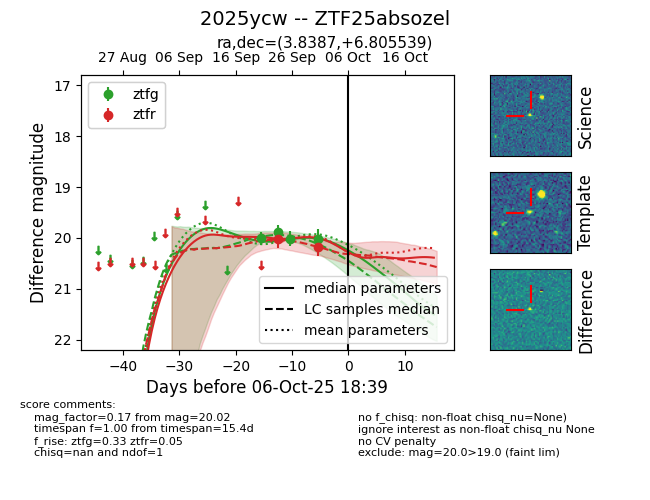 2025ycw -- ZTF25absozel
ra,dec=(3.8387,+6.805539)
27 Aug 06 Sep 16 Sep 26 Sep 06 Oct 16 Oct
ztfg
ztfr
17
18
19
20
21
22
Difference magnitude
median parameters
LC samples median
mean parameters
−40 −30 −20 −10 0 10
Days before 06-Oct-25 18:39
Science
Template
Difference
score comments:
mag_factor=0.17 from mag=20.02
timespan f=1.00 from timespan=15.4d
f_rise: ztfg=0.33 ztfr=0.05
chisq=nan and ndof=1
no f_chisq: non-float chisq_nu=None)
ignore interest as non-float chisq_nu None
no CV penalty
exclude: mag=20.0>19.0 (faint lim)